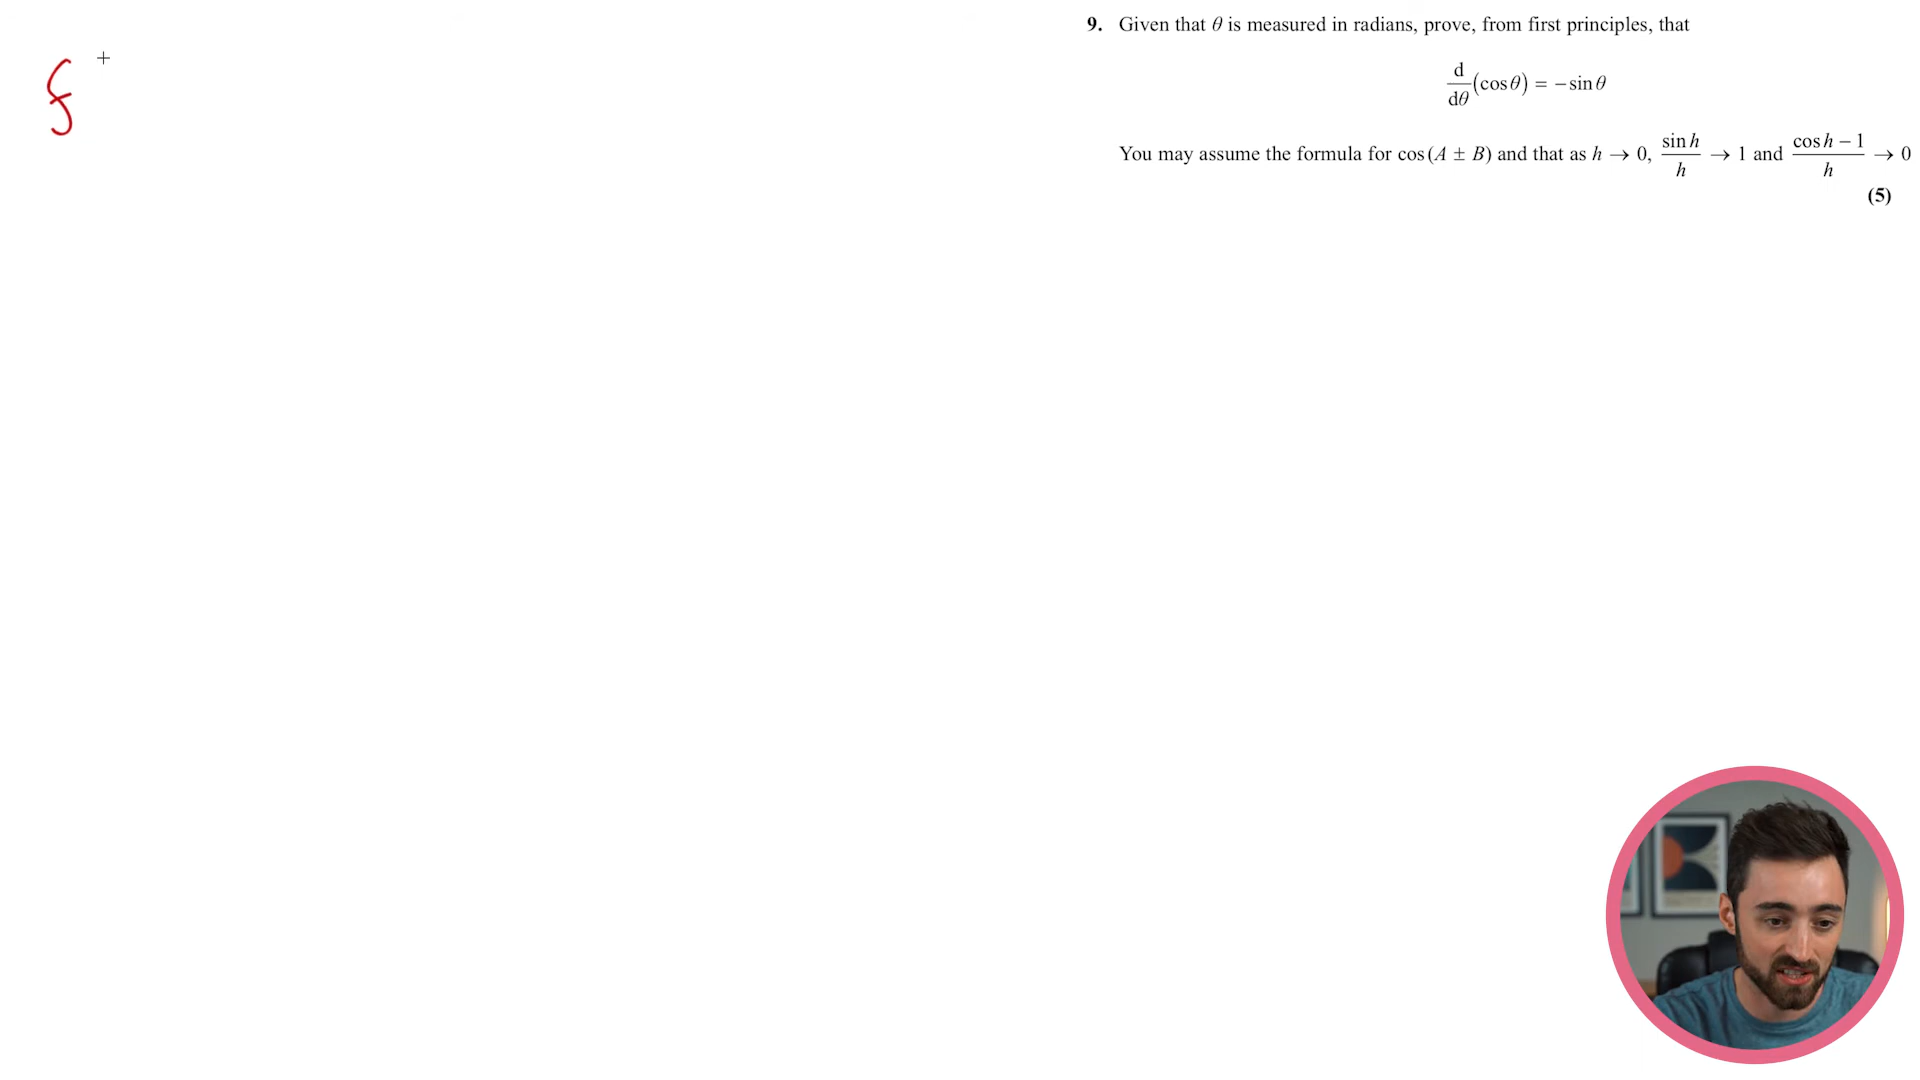 f
9. Given that θ is measured in radians, prove, from first principles, that
d/dθ (cos θ) = − sin θ
You may assume the formula for cos (A ± B) and that as h → 0, sin h / h → 1 and cos h − 1 / h → 0
(5)